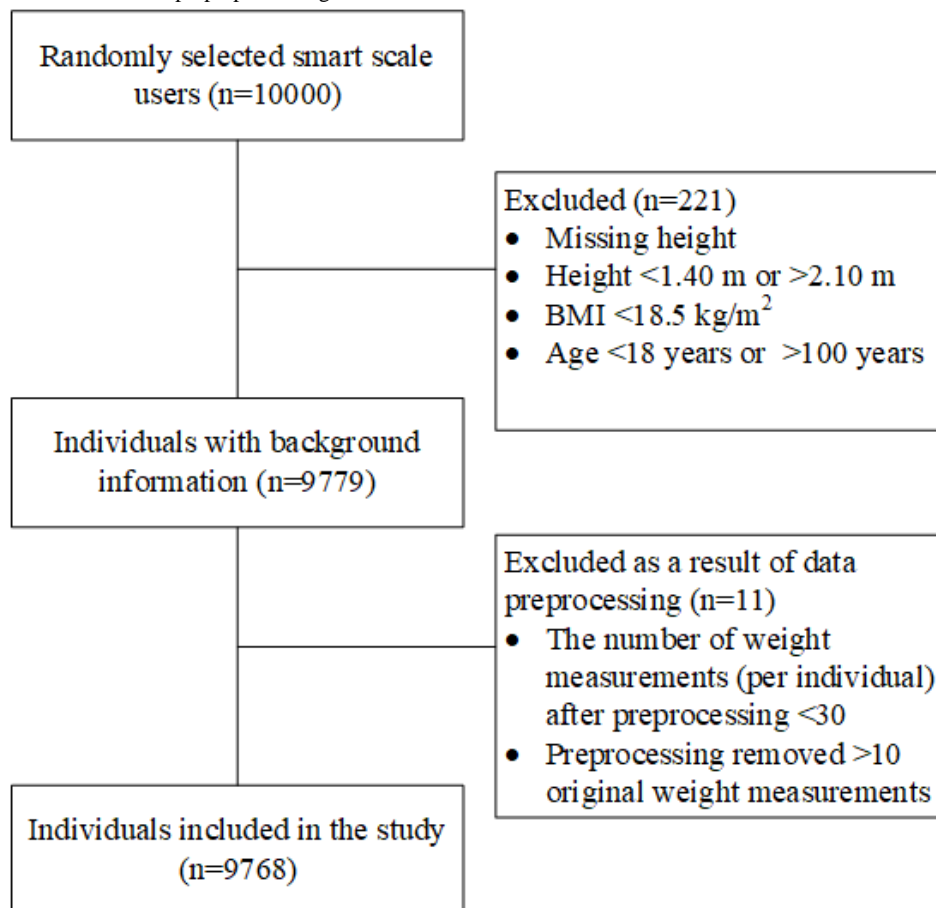 Randomly selected smart scale
users (n=10000)
Excluded (n=221)
• Missing height
• Height <1.40 m or >2.10 m
• BMI <18.5 kg/m²
• Age <18 years or >100 years
Individuals with background
information (n=9779)
Excluded as a result of data
preprocessing (n=11)
• The number of weight
measurements (per individual)
after preprocessing <30
• Preprocessing removed >10
original weight measurements
Individuals included in the study
(n=9768)